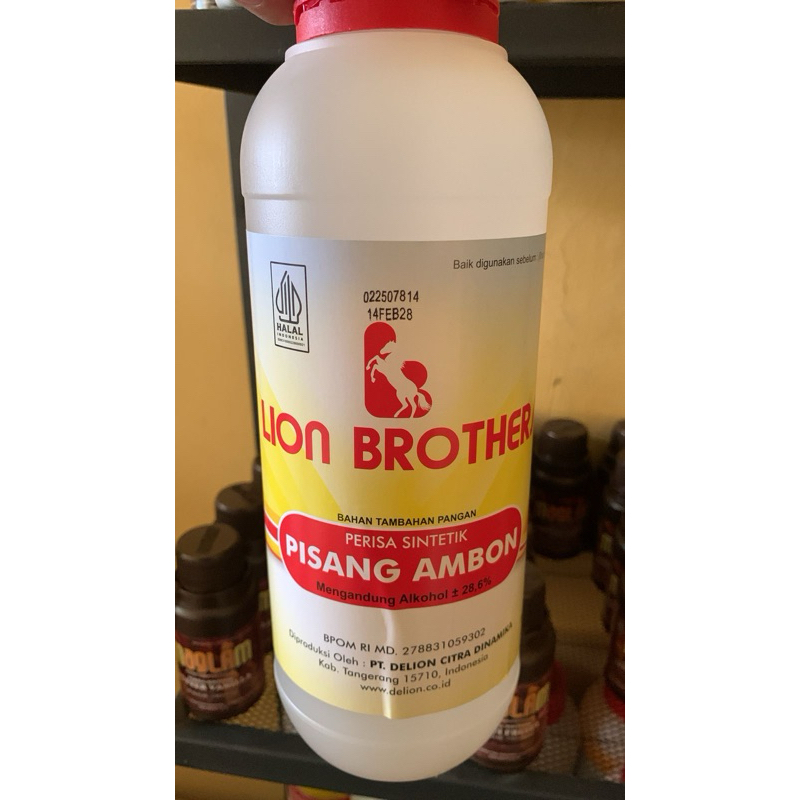 Baik digunakan sebelum
022507814
14FEB28
HALAL
INDONESIA
LION BROTHER
BAHAN TAMBAHAN PANGAN
PERISA SINTETIK
PISANG AMBON
Mengandung Alkohol ± 28,6%
BPOM RI MD. 278831059302
Diproduksi Oleh : PT. DELION CITRA DINAMIKA
Kab. Tangerang 15710, Indonesia
www.delion.co.id